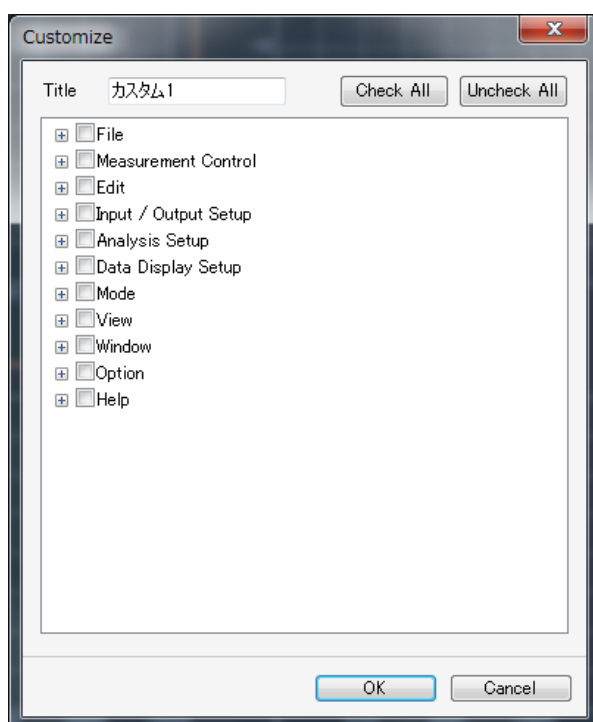 Customize
Title カスタム1 Check All Uncheck All
File
Measurement Control
Edit
Input / Output Setup
Analysis Setup
Data Display Setup
Mode
View
Window
Option
Help
OK Cancel